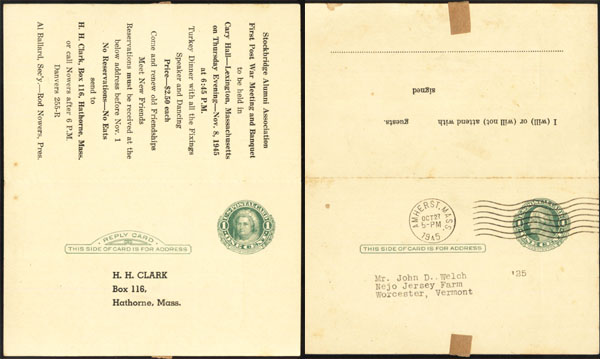 Stockbridge Alumni Association
First Post War Meeting and Banquet
to be held in
Cary Hall—Lexington, Massachusetts
on Thursday Evening—Nov. 8, 1945
at 6:45 P.M.
Turkey Dinner with all the Fixings
Speaker and Dancing
Price—$2.50 each
Come and renew old Friendships
Meet New Friends
Reservations must be received at the
below address before Nov. 1
No Reservations—No Eats
send to
H. H. Clark, Box 116, Hathorne, Mass.
or call Nowers after 6 P.M.
Danvers 253-R
Al Ballard, Sec'y.—Rod Nowers, Pres.
REPLY CARD
THIS SIDE OF CARD IS FOR ADDRESS
H. H. CLARK
Box 116,
Hathorne, Mass.
I (will) or (will not) attend with guests.
signed
AMHERST, MASS.
OCT 27
5-PM
1945
THIS SIDE OF CARD IS FOR ADDRESS
Mr. John D. Welch '25
Nejo Jersey Farm
Worcester, Vermont